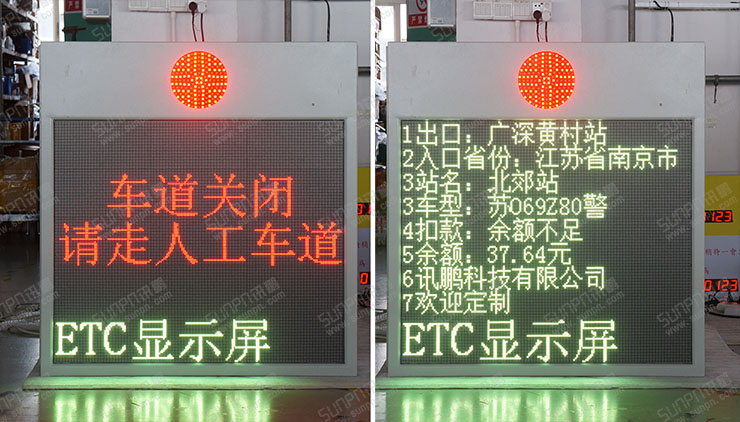 车道关闭
请走人工车道
ETC显示屏
1出口：广深黄村站
2入口省份：江苏省南京市
3站名：北郊站
3车型：苏O69Z80警
4扣款：余额不足
5余额：37.64元
6讯鹏科技有限公司
7欢迎定制
ETC显示屏
123
0123